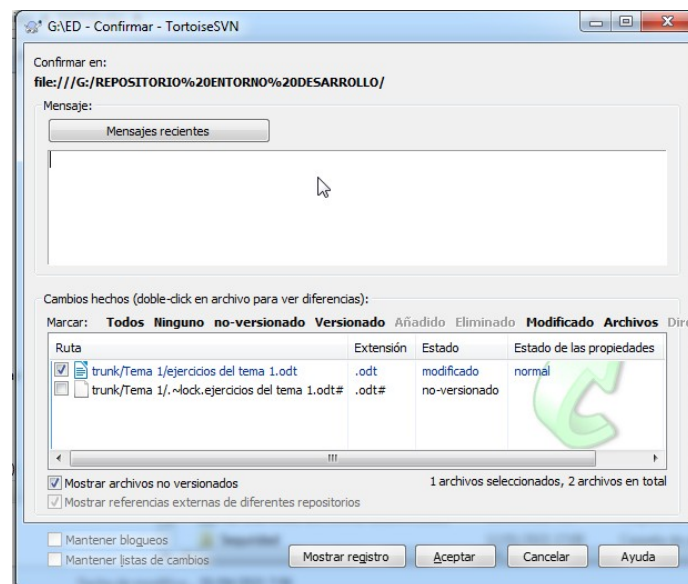 G:\ED - Confirmar - TortoiseSVN
Confirmar en:
file:///G:/REPOSITORIO%20ENTORNO%20DESARROLLO/
Mensaje:
Mensajes recientes
Cambios hechos (doble-click en archivo para ver diferencias):
Marcar: Todos Ninguno no-versionado Versionado Añadido Eliminado Modificado Archivos Dire
Ruta Extensión Estado Estado de las propiedades
trunk/Tema 1/ejercicios del tema 1.odt .odt modificado normal
trunk/Tema 1/.~lock.ejercicios del tema 1.odt# .odt# no-versionado
Mostrar archivos no versionados 1 archivos seleccionados, 2 archivos en total
Mostrar referencias externas de diferentes repositorios
Mantener bloqueos
Mantener listas de cambios Mostrar registro Aceptar Cancelar Ayuda